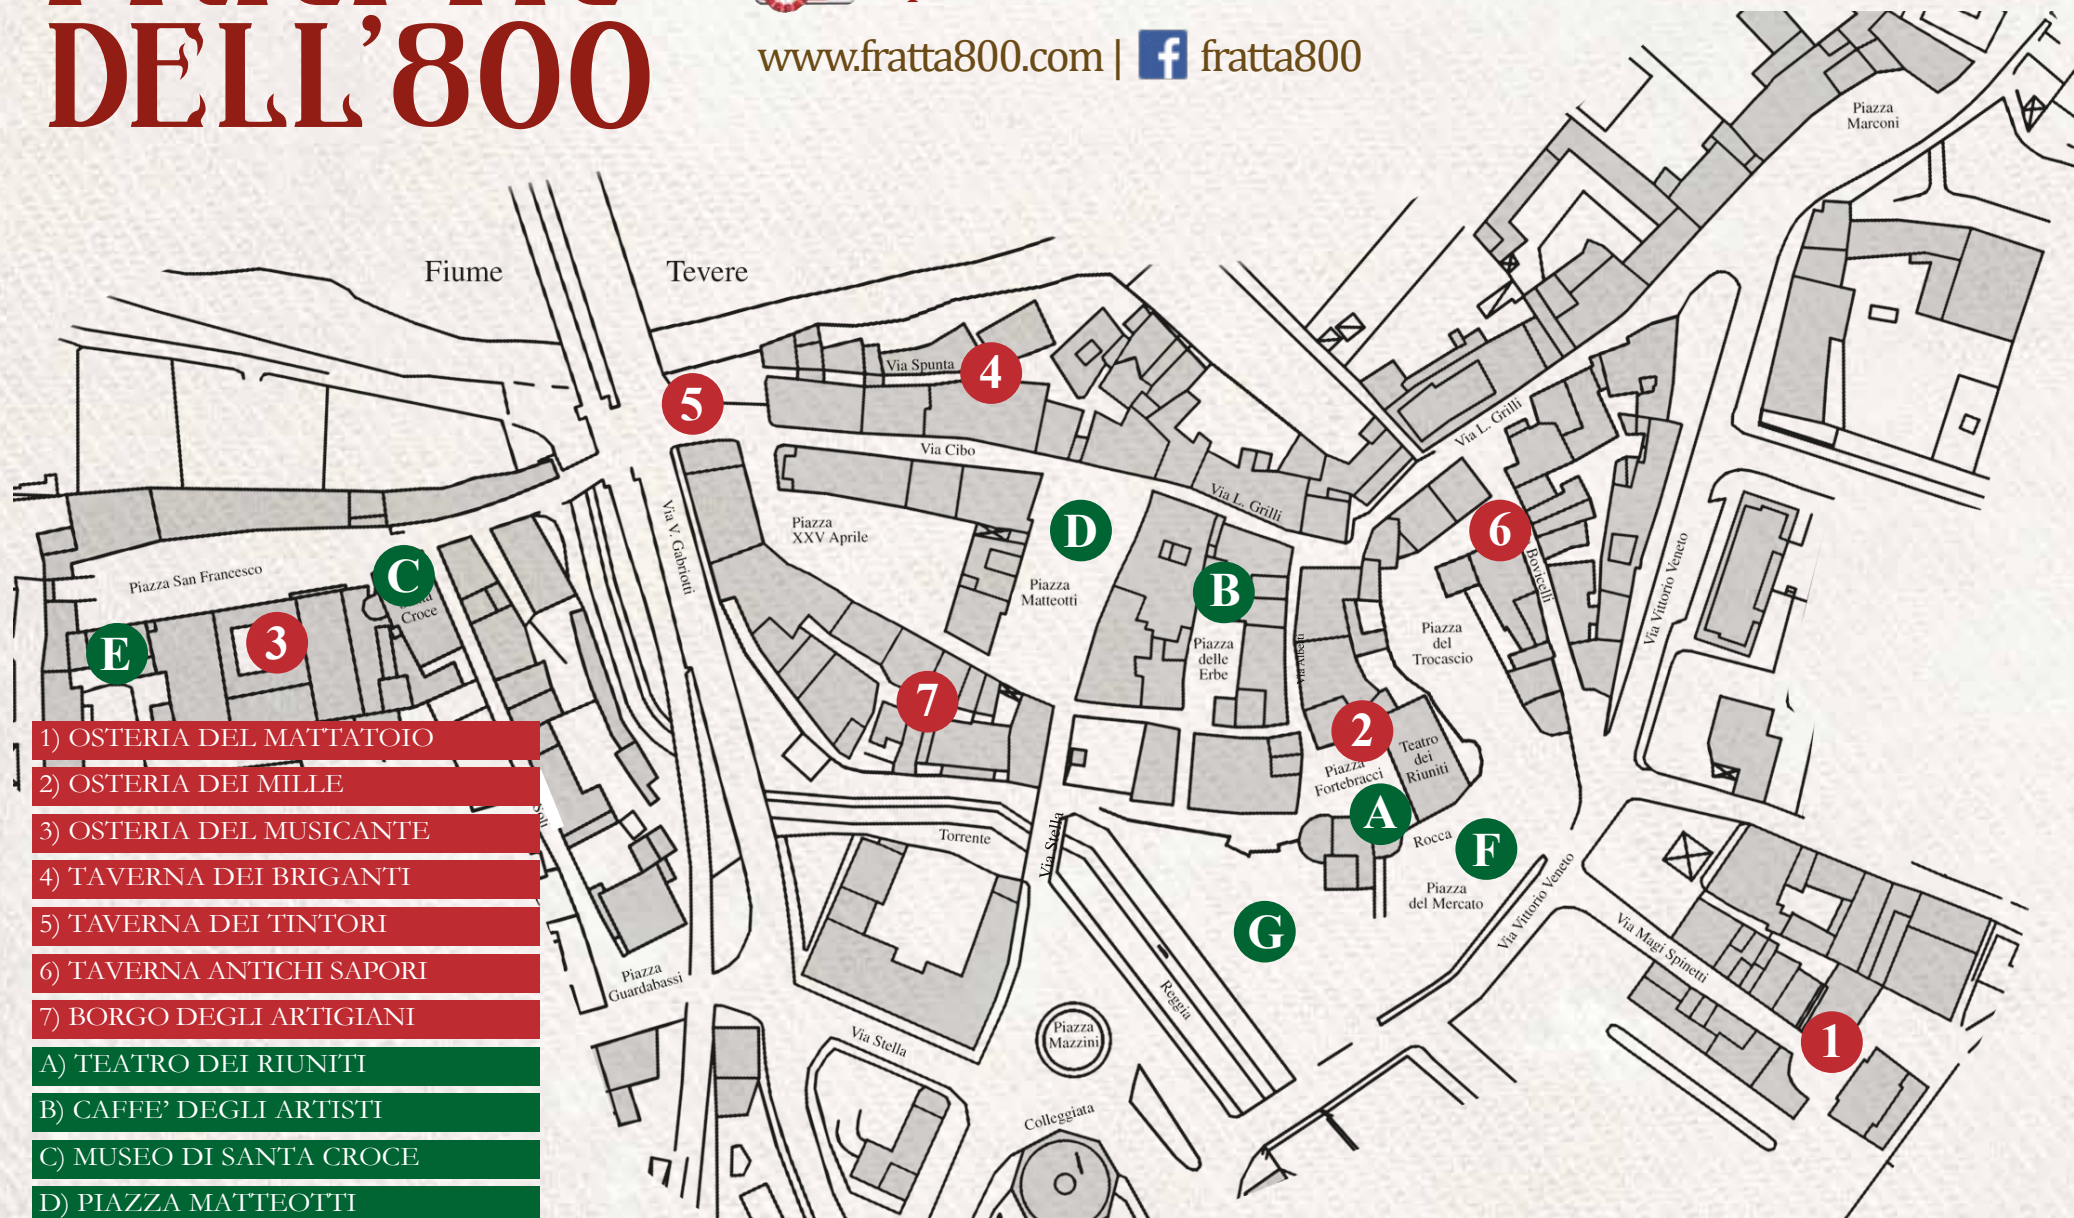 DELL'800
www.fratta800.com |
fratta800
Piazza
Marconi
Fiume
Tevere
Via Spunta
4
5
Via Cibo
Via L. Grilli
Via L. Grilli
Via V. Gabriotti
Piazza
XXV Aprile
D
6
Piazza San Francesco
C
Croce
Piazza
Matteotti
B
Bovicelli
Via Vittorio Veneto
E
3
Piazza
delle
Erbe
Via Alberti
Piazza
del
Trocascio
7
2
Teatro
dei
Riuniti
Piazza
Fortebracci
A
Rocca
F
Torrente
Via Stella
Piazza
del Mercato
Via Vittorio Veneto
G
Via Magi Spinetti
Piazza
Guardabassi
Reggia
Via Stella
Piazza
Mazzini
1
Colleggiata
1) OSTERIA DEL MATTATOIO
2) OSTERIA DEI MILLE
3) OSTERIA DEL MUSICANTE
4) TAVERNA DEI BRIGANTI
5) TAVERNA DEI TINTORI
6) TAVERNA ANTICHI SAPORI
7) BORGO DEGLI ARTIGIANI
A) TEATRO DEI RIUNITI
B) CAFFE' DEGLI ARTISTI
C) MUSEO DI SANTA CROCE
D) PIAZZA MATTEOTTI